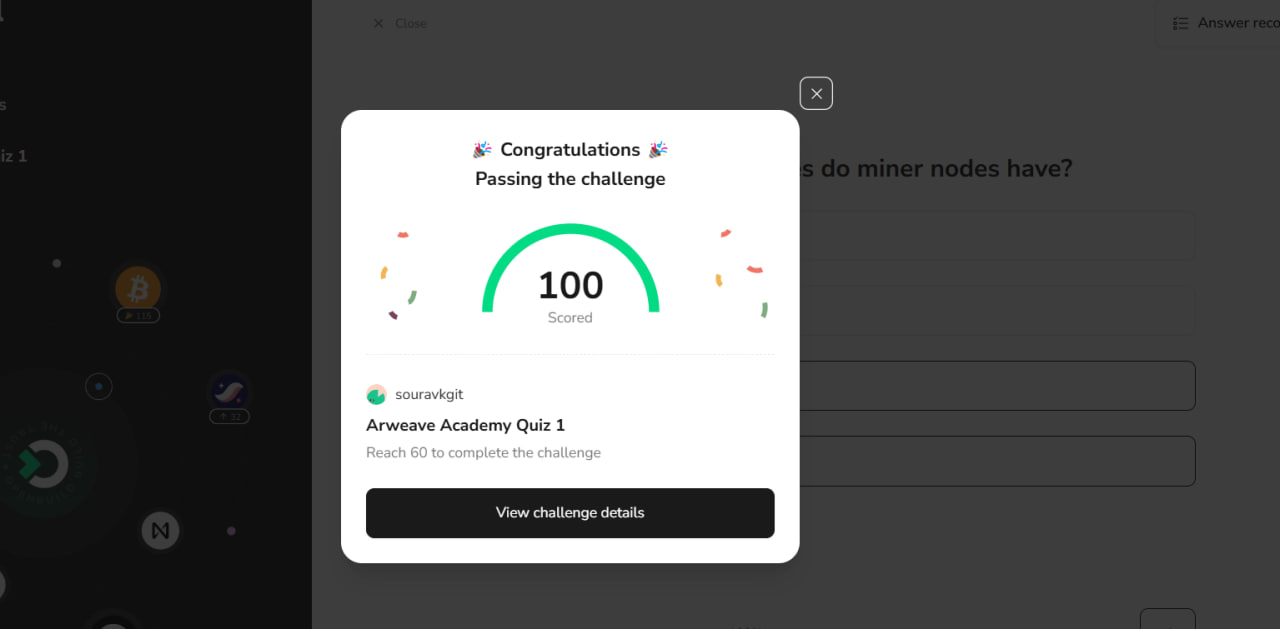 Close
Answer reco
s
iz 1
s do miner nodes have?
Congratulations
Passing the challenge
100
Scored
115
32
souravkgit
Arweave Academy Quiz 1
Reach 60 to complete the challenge
View challenge details